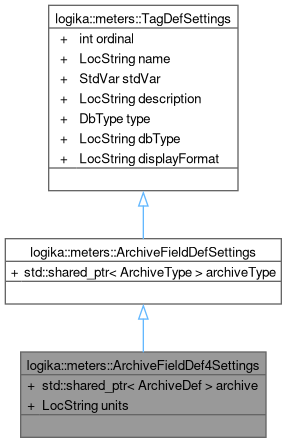 logika::meters::TagDefSettings
+ int ordinal
+ LocString name
+ StdVar stdVar
+ LocString description
+ DbType type
+ LocString dbType
+ LocString displayFormat
logika::meters::ArchiveFieldDefSettings
+ std::shared_ptr< ArchiveType > archiveType
logika::meters::ArchiveFieldDef4Settings
+ std::shared_ptr< ArchiveDef > archive
+ LocString units